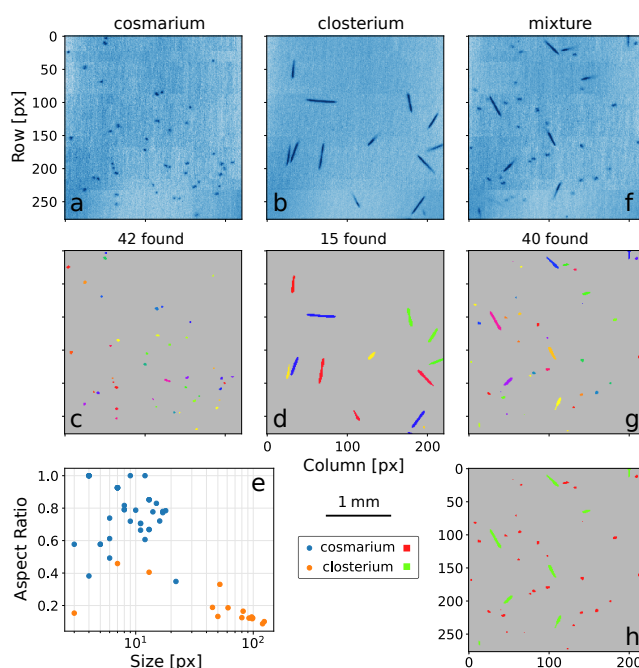 cosmarium closterium mixture
0
50
100
150
200
250
Row [px]
a b f
42 found 15 found 40 found
c d g
0 100 200
Column [px]
1.0
0.8
0.6
0.4
0.2
Aspect Ratio
e
10¹ 10²
Size [px]
1 mm
cosmarium
closterium
0
50
100
150
200
250
h
0 100 200